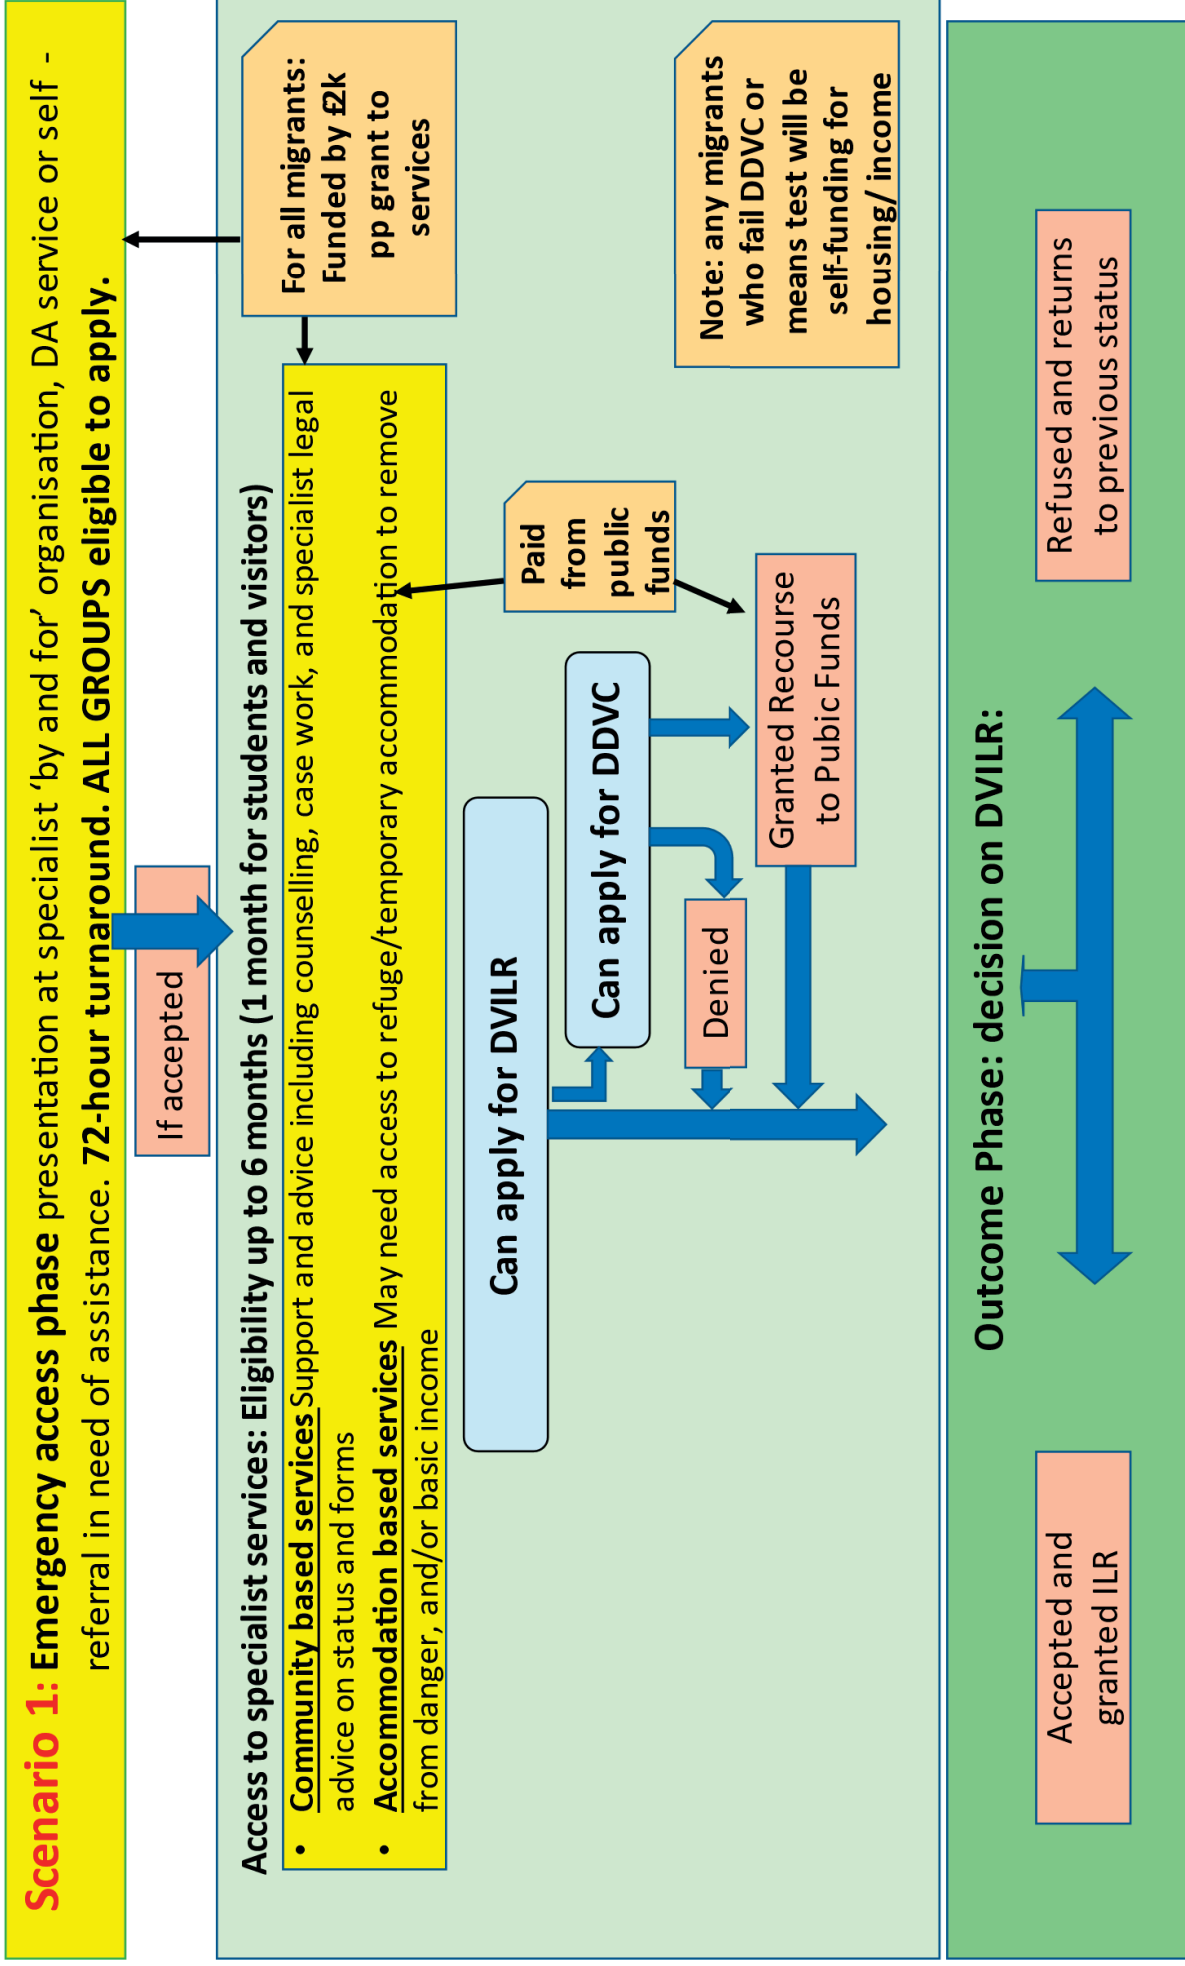 Scenario 1: Emergency access phase presentation at specialist ‘by and for’ organisation, DA service or self -
referral in need of assistance. 72-hour turnaround. ALL GROUPS eligible to apply.
If accepted
For all migrants:
Funded by £2k
pp grant to
services
Access to specialist services: Eligibility up to 6 months (1 month for students and visitors)
• Community based services Support and advice including counselling, case work, and specialist legal
advice on status and forms
• Accommodation based services May need access to refuge/temporary accommodation to remove
from danger, and/or basic income
Can apply for DVILR
Paid
from
public
funds
Can apply for DDVC
Denied
Granted Recourse
to Pubic Funds
Note: any migrants
who fail DDVC or
means test will be
self-funding for
housing/ income
Outcome Phase: decision on DVILR:
Accepted and
granted ILR
Refused and returns
to previous status